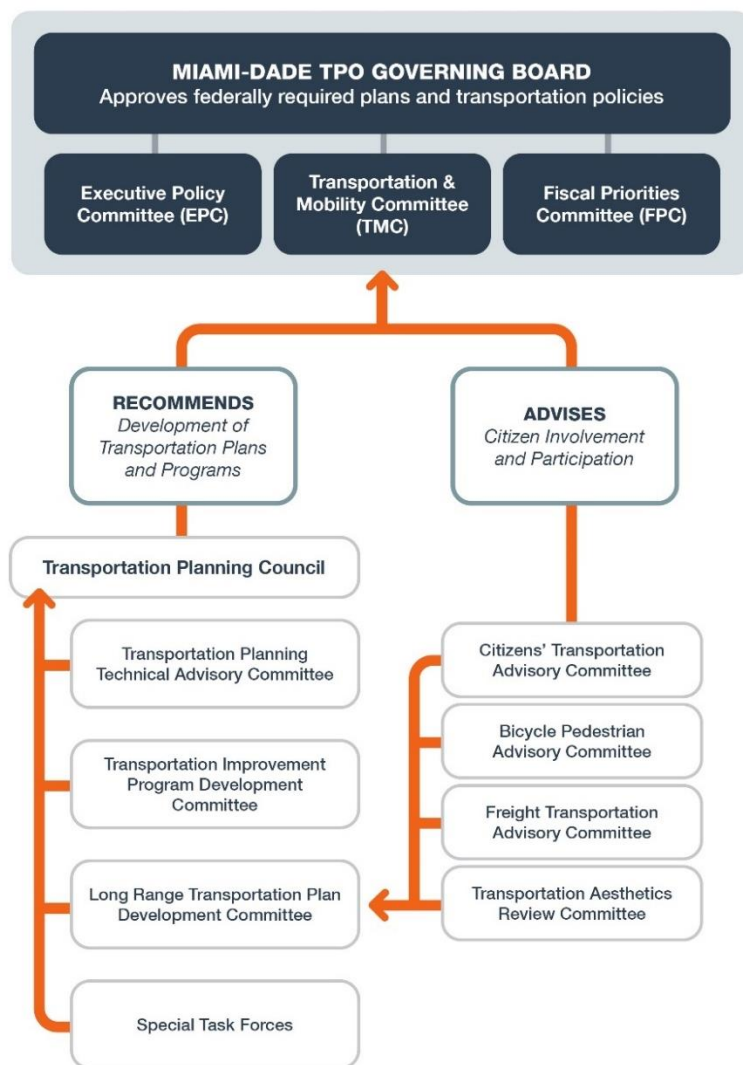 MIAMI-DADE TPO GOVERNING BOARD
Approves federally required plans and transportation policies
Executive Policy
Committee (EPC)
Transportation &
Mobility Committee
(TMC)
Fiscal Priorities
Committee (FPC)
RECOMMENDS
Development of
Transportation Plans
and Programs
ADVISES
Citizen Involvement
and Participation
Transportation Planning Council
Transportation Planning
Technical Advisory Committee
Transportation Improvement
Program Development
Committee
Long Range Transportation Plan
Development Committee
Special Task Forces
Citizens' Transportation
Advisory Committee
Bicycle Pedestrian
Advisory Committee
Freight Transportation
Advisory Committee
Transportation Aesthetics
Review Committee